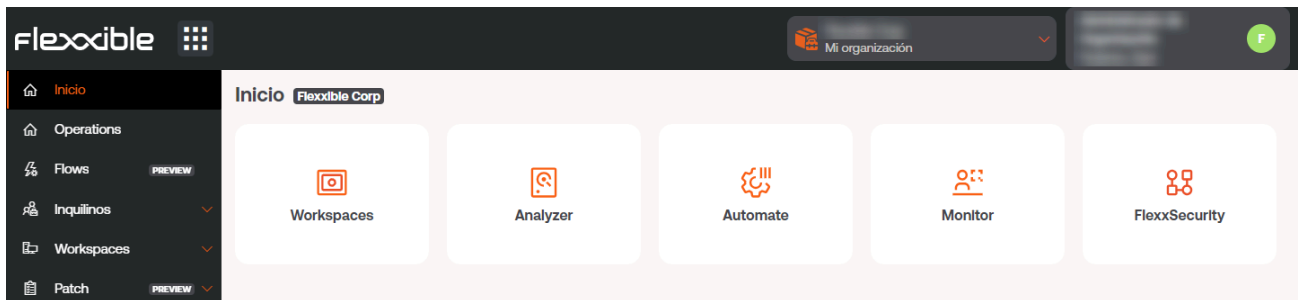 Flexxible
Mi organización
F
Inicio
Operations
Flows PREVIEW
Inquilinos
Workspaces
Patch PREVIEW
Inicio Flexxible Corp
Workspaces
Analyzer
Automate
Monitor
FlexxSecurity